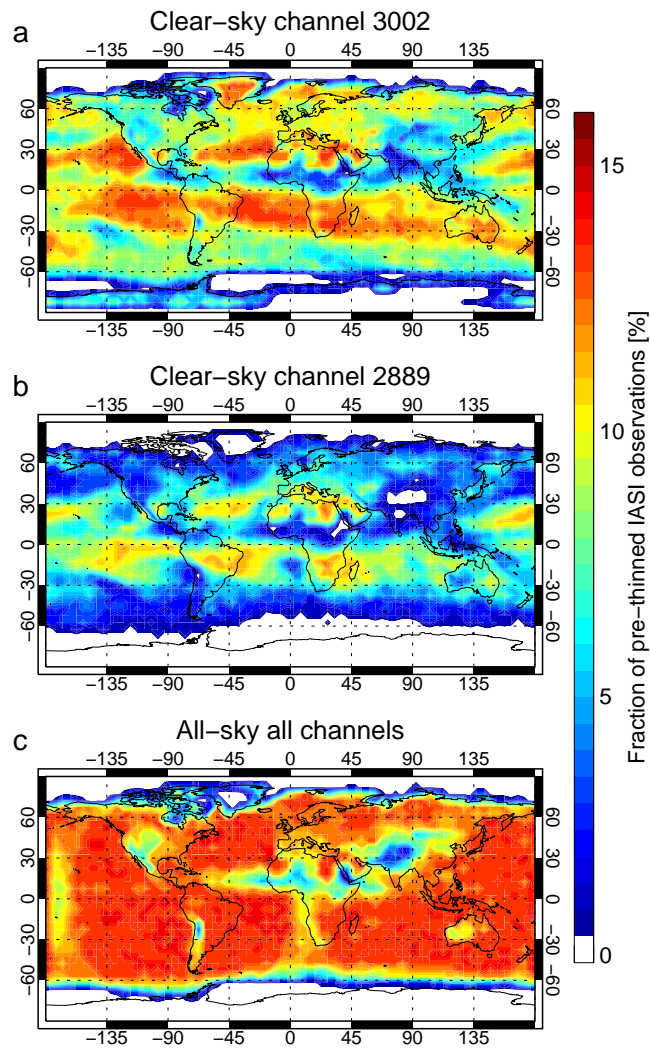 a
Clear−sky channel 3002
−135 −90 −45 0 45 90 135
60 60
30 30
0 0
−30 −30
−60 −60
−135 −90 −45 0 45 90 135
b
Clear−sky channel 2889
−135 −90 −45 0 45 90 135
60 60
30 30
0 0
−30 −30
−60 −60
−135 −90 −45 0 45 90 135
c
All−sky all channels
−135 −90 −45 0 45 90 135
60 60
30 30
0 0
−30 −30
−60 −60
−135 −90 −45 0 45 90 135
15
10
5
0
Fraction of pre−thinned IASI observations [%]